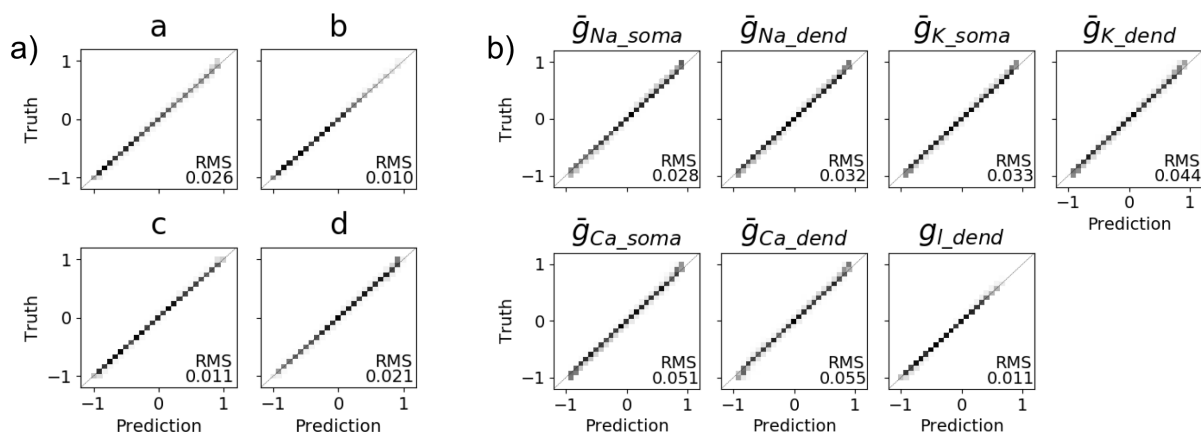 a)
a
b
Truth
1
0
−1
RMS
0.026
RMS
0.010
c
d
Truth
1
0
−1
RMS
0.011
RMS
0.021
−1
0
1
−1
0
1
Prediction
Prediction
b)
ḡNa_soma
ḡNa_dend
ḡK_soma
ḡK_dend
Truth
1
0
−1
RMS
0.028
RMS
0.032
RMS
0.033
RMS
0.044
−1
0
1
Prediction
ḡCa_soma
ḡCa_dend
gl_dend
Truth
1
0
−1
RMS
0.051
RMS
0.055
RMS
0.011
−1
0
1
−1
0
1
−1
0
1
Prediction
Prediction
Prediction